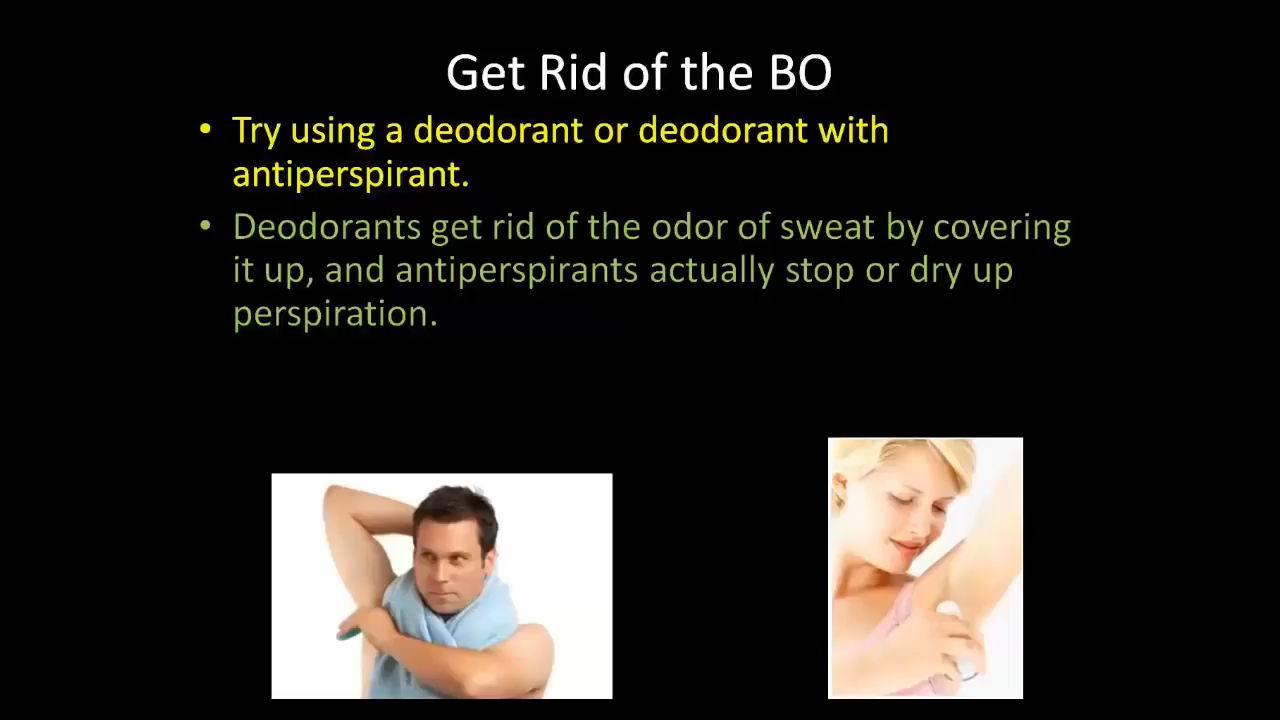 Get Rid of the BO
• Try using a deodorant or deodorant with
antiperspirant.
• Deodorants get rid of the odor of sweat by covering
it up, and antiperspirants actually stop or dry up
perspiration.